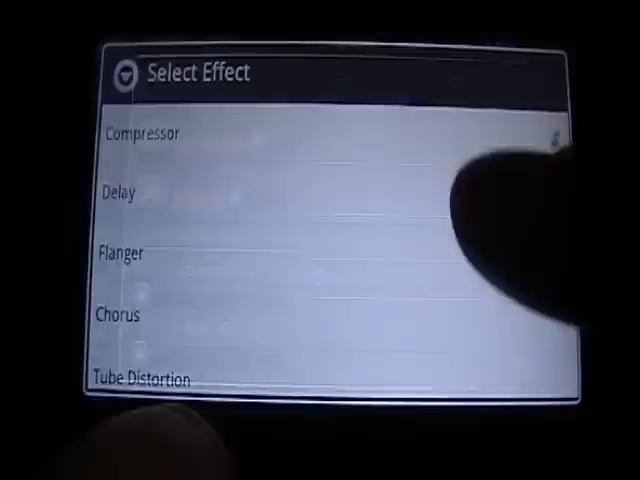 Select Effect
Compressor
Delay
Flanger
Chorus
Tube Distortion